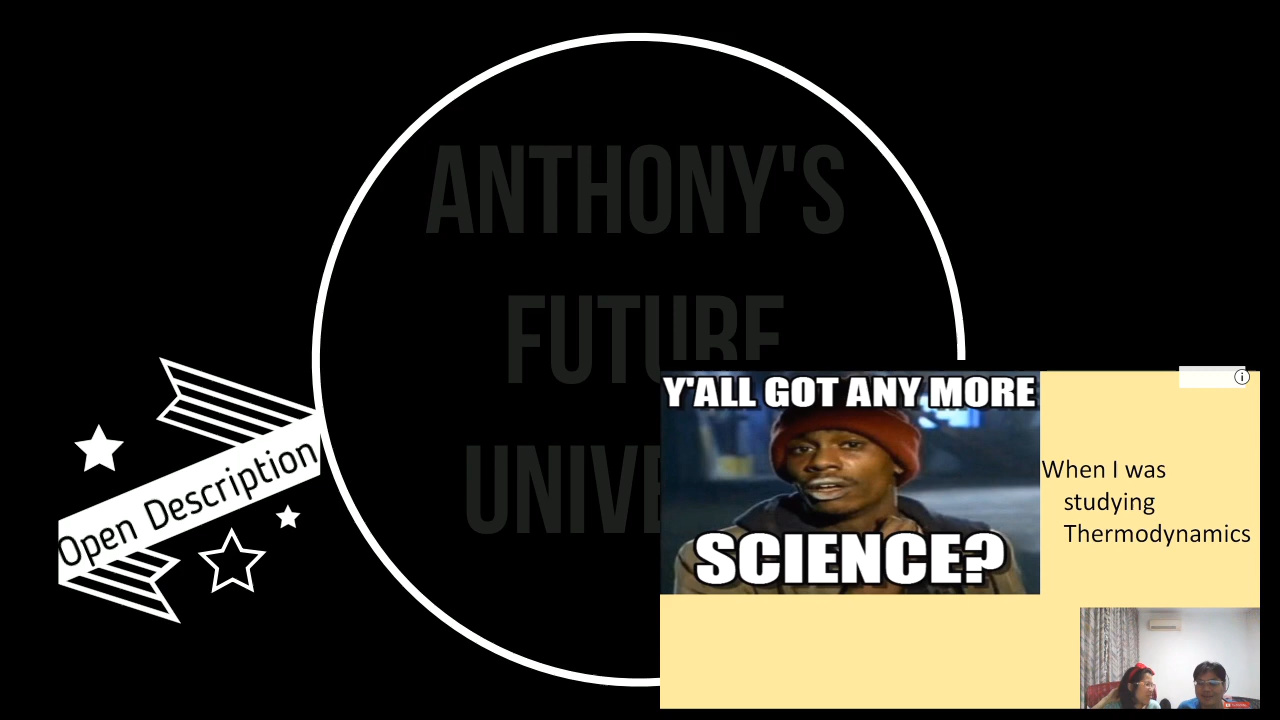 ANTHONY'S
FUTURE
UNIVE
Open Description
Y'ALL GOT ANY MORE
SCIENCE?
When I was
studying
Thermodynamics